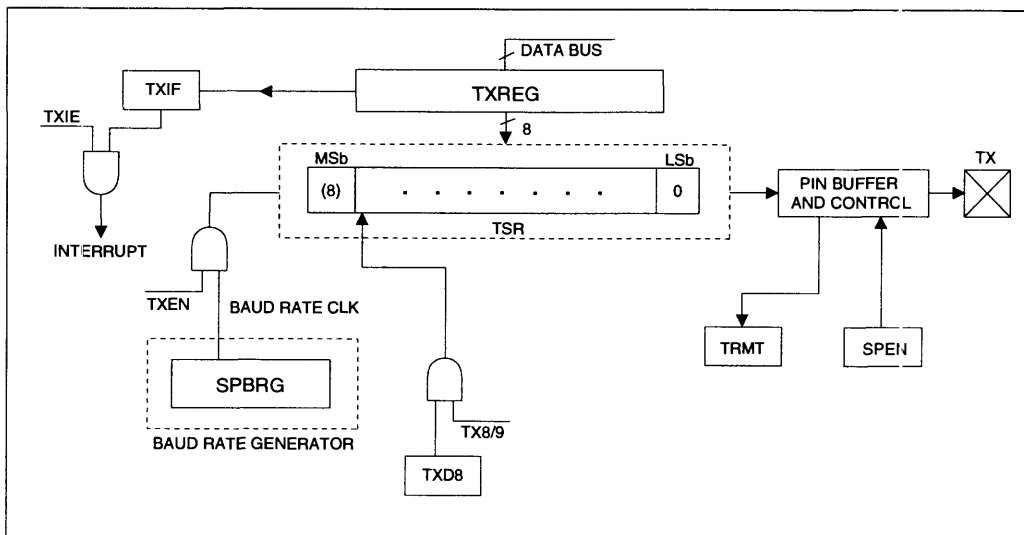 DATA BUS
TXIF
TXREG
TXIE
8
MSb
LSb
TX
(8)
. . . . . . . .
0
PIN BUFFER
AND CONTROL
TSR
INTERRUPT
TXEN
BAUD RATE CLK
TRMT
SPEN
SPBRG
TX8/9
BAUD RATE GENERATOR
TXD8